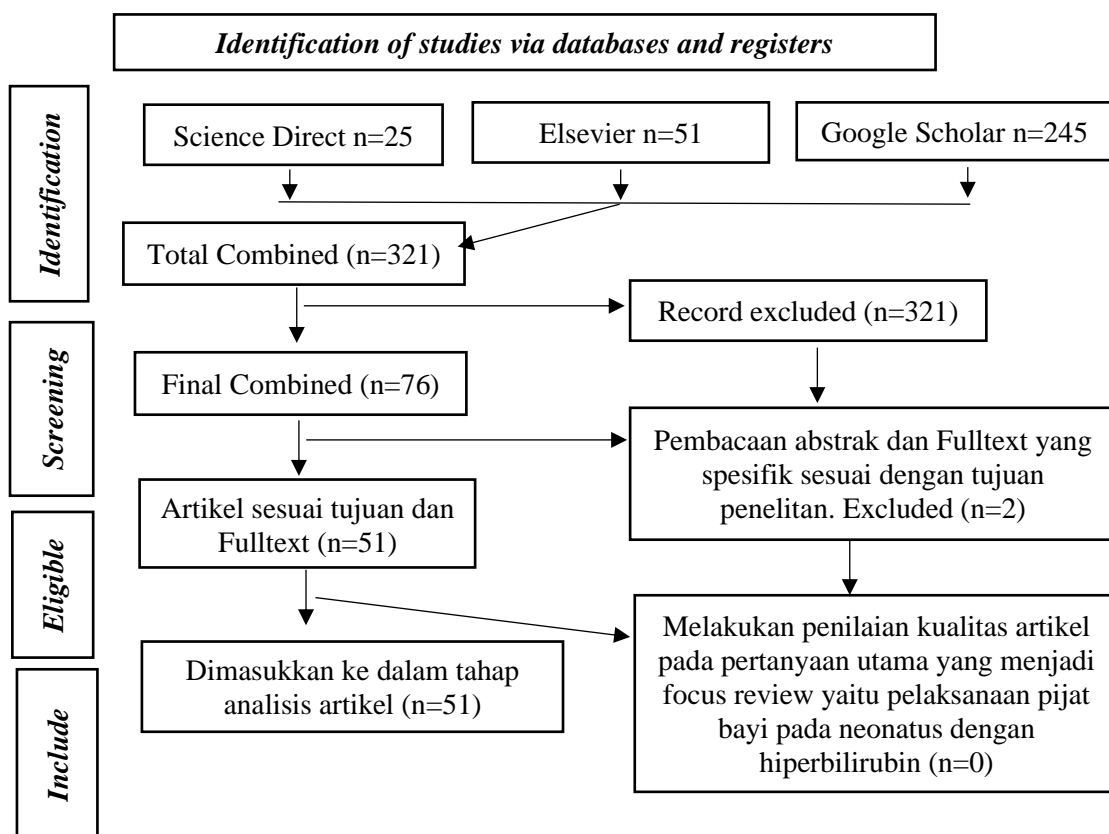 Identification of studies via databases and registers
Identification
Science Direct n=25
Elsevier n=51
Google Scholar n=245
Total Combined (n=321)
Record excluded (n=321)
Screening
Final Combined (n=76)
Pembacaan abstrak dan Fulltext yang
spesifik sesuai dengan tujuan
penelitan. Excluded (n=2)
Eligible
Artikel sesuai tujuan dan
Fulltext (n=51)
Include
Dimasukkan ke dalam tahap
analisis artikel (n=51)
Melakukan penilaian kualitas artikel
pada pertanyaan utama yang menjadi
focus review yaitu pelaksanaan pijat
bayi pada neonatus dengan
hiperbilirubin (n=0)